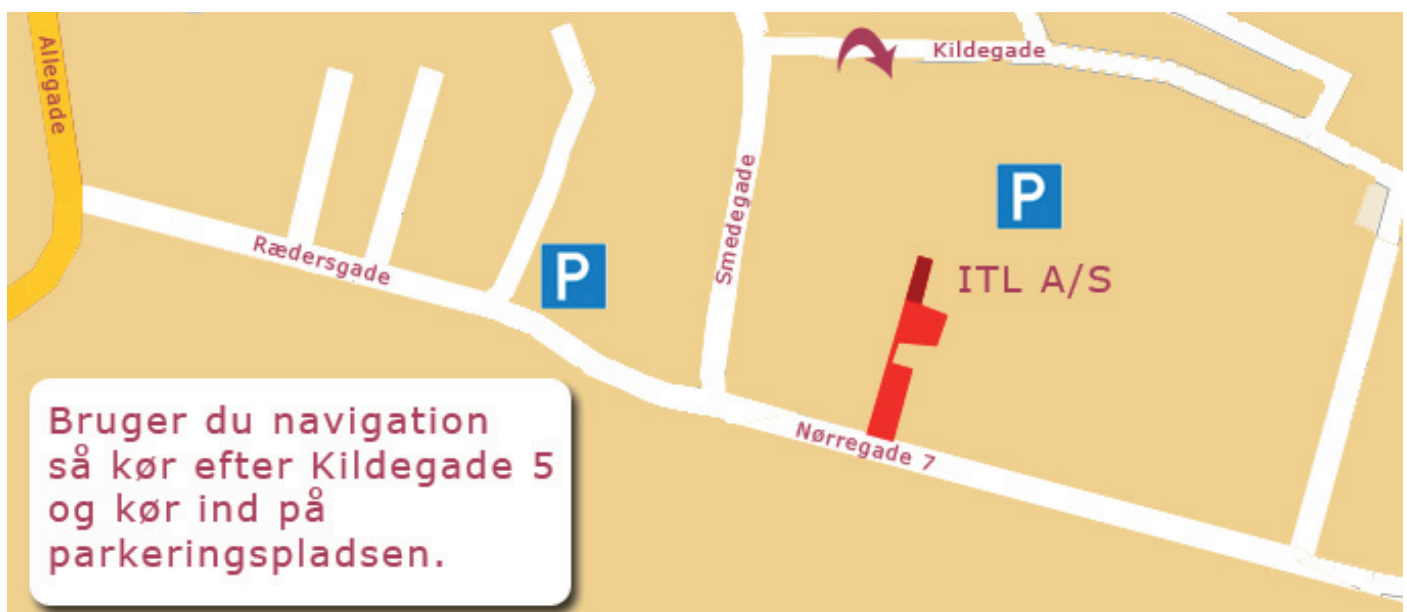 Allegade
Kildegade
Smedegade
P
Rædersgade
P
ITL A/S
Nørregade 7
Bruger du navigation
så kør efter Kildegade 5
og kør ind på
parkeringspladsen.